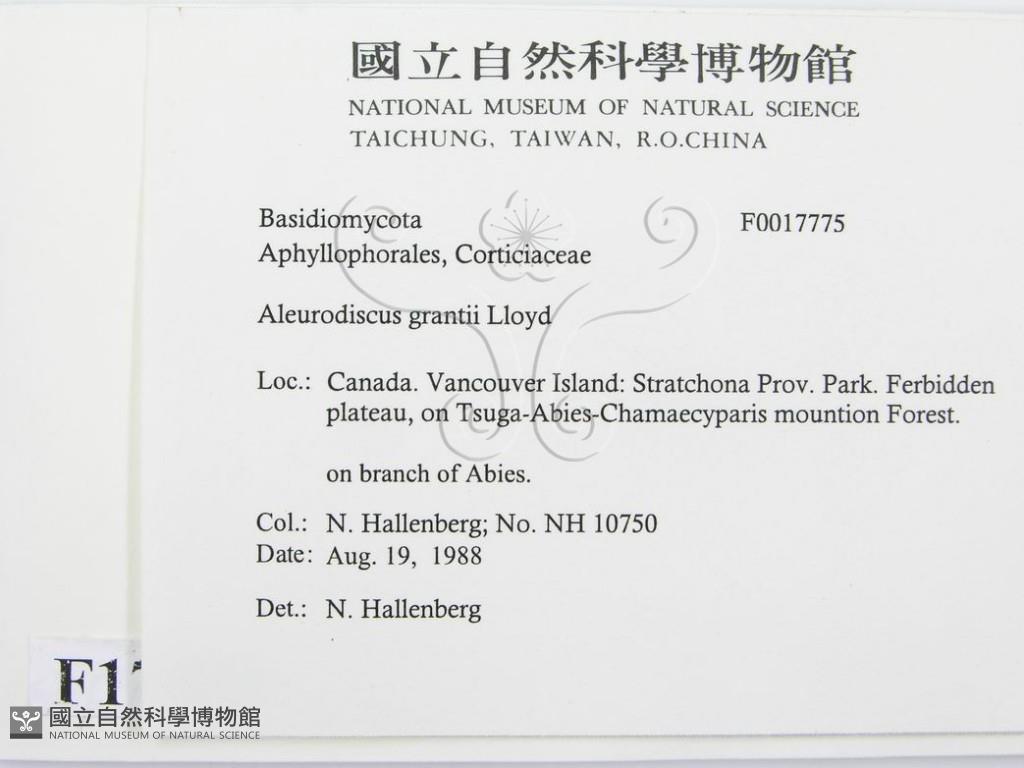 國立自然科學博物館
NATIONAL MUSEUM OF NATURAL SCIENCE
TAICHUNG, TAIWAN, R.O.CHINA
Basidiomycota F0017775
Aphyllophorales, Corticiaceae
Aleurodiscus grantii Lloyd
Loc.: Canada. Vancouver Island: Stratchona Prov. Park. Ferbidden
plateau, on Tsuga-Abies-Chamaecyparis mountion Forest.
on branch of Abies.
Col.: N. Hallenberg; No. NH 10750
Date: Aug. 19, 1988
Det.: N. Hallenberg
國立自然科學博物館
NATIONAL MUSEUM OF NATURAL SCIENCE